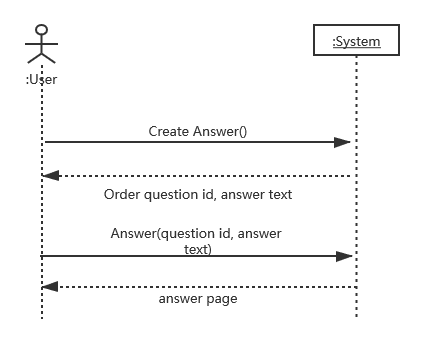 :User
:System
Create Answer()
Order question id, answer text
Answer(question id, answer
text)
answer page